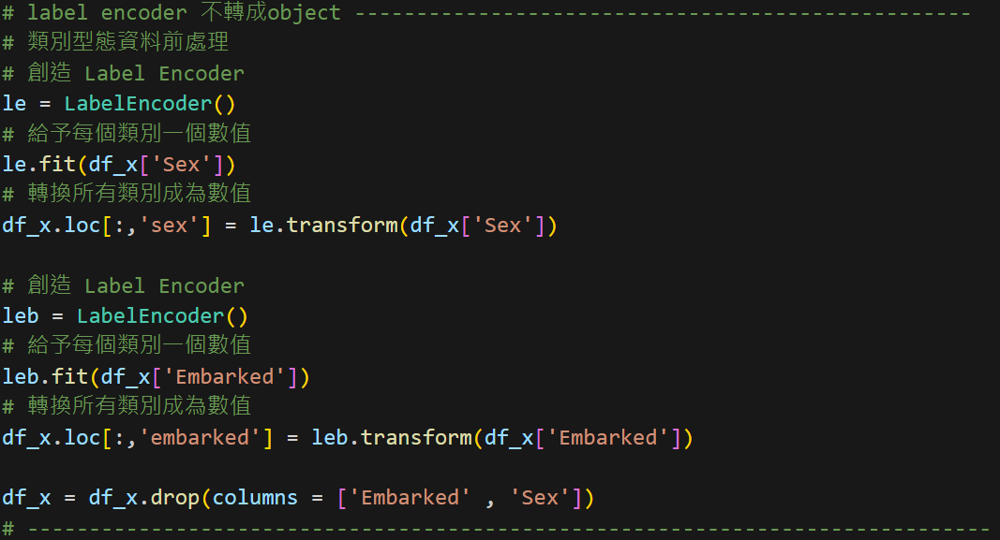 # label encoder 不轉成object --------------------------------------------------
# 類別型態資料前處理
# 創造 Label Encoder
le = LabelEncoder()
# 給予每個類別一個數值
le.fit(df_x['Sex'])
# 轉換所有類別成為數值
df_x.loc[:,'sex'] = le.transform(df_x['Sex'])
# 創造 Label Encoder
leb = LabelEncoder()
# 給予每個類別一個數值
leb.fit(df_x['Embarked'])
# 轉換所有類別成為數值
df_x.loc[:,'embarked'] = leb.transform(df_x['Embarked'])
df_x = df_x.drop(columns = ['Embarked' , 'Sex'])
# ------------------------------------------------------------------------------